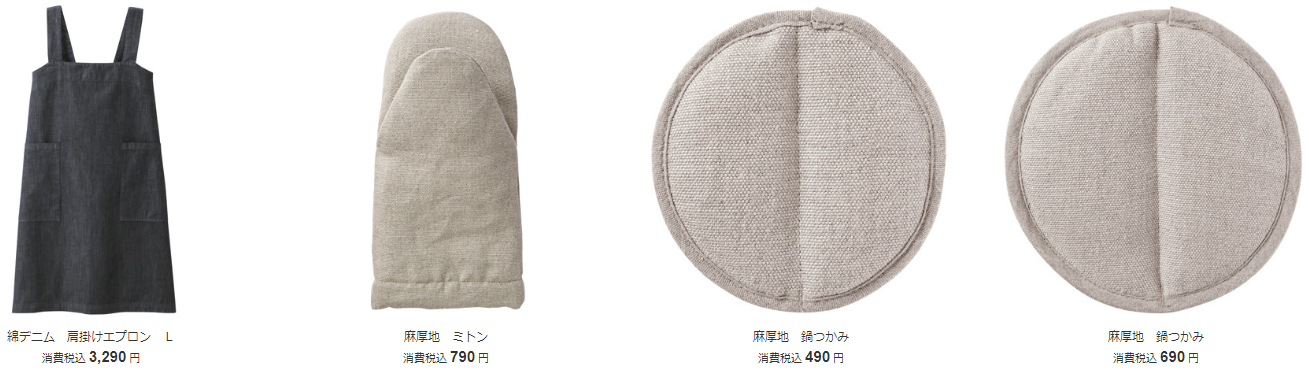 綿デニム　肩掛けエプロン　L
消費税込 3,290 円
麻厚地　ミトン
消費税込 790 円
麻厚地　鍋つかみ
消費税込 490 円
麻厚地　鍋つかみ
消費税込 690 円